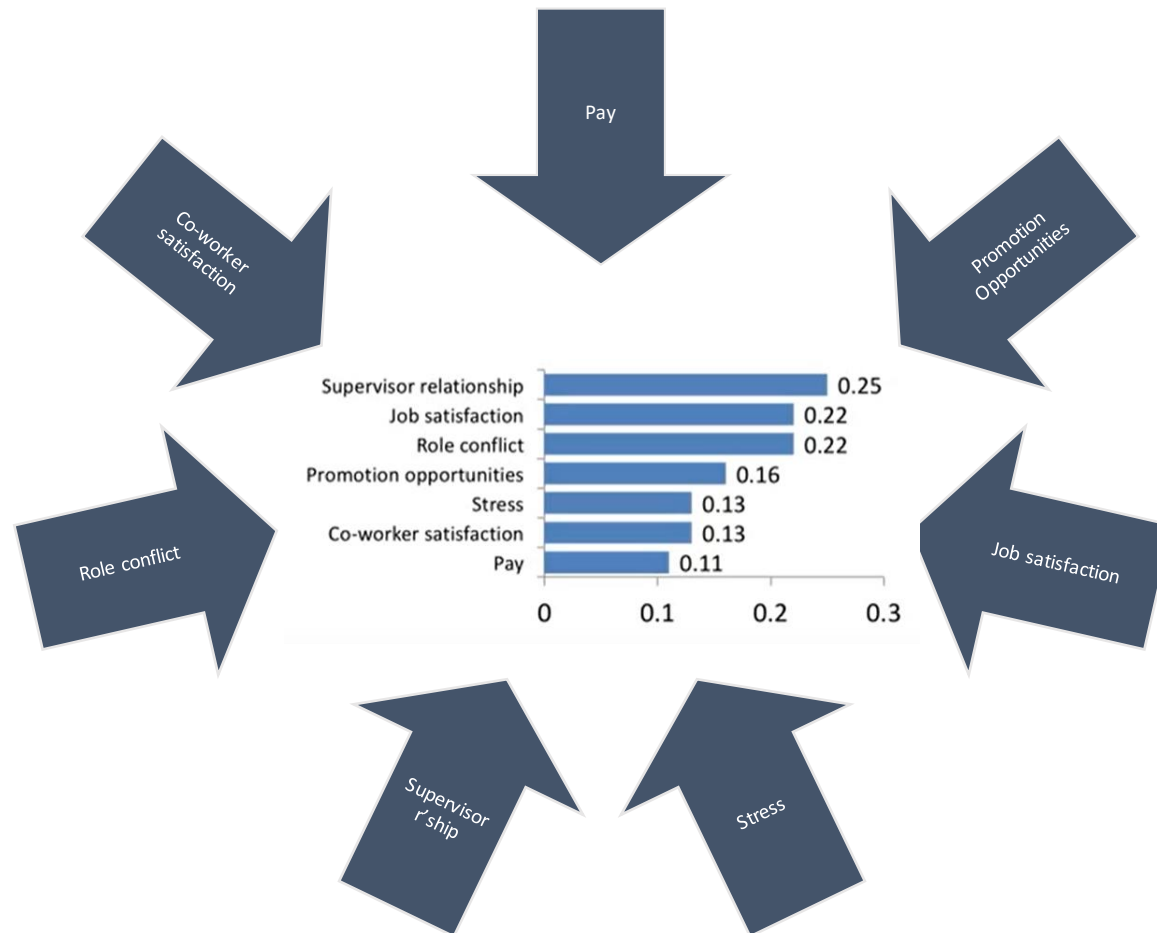 Pay
Co-worker
satisfaction
Promotion
Opportunities
Supervisor relationship 0.25
Job satisfaction 0.22
Role conflict 0.22
Promotion opportunities 0.16
Stress 0.13
Co-worker satisfaction 0.13
Pay 0.11
0 0.1 0.2 0.3
Role conflict
Job satisfaction
Supervisor
r’ship
Stress